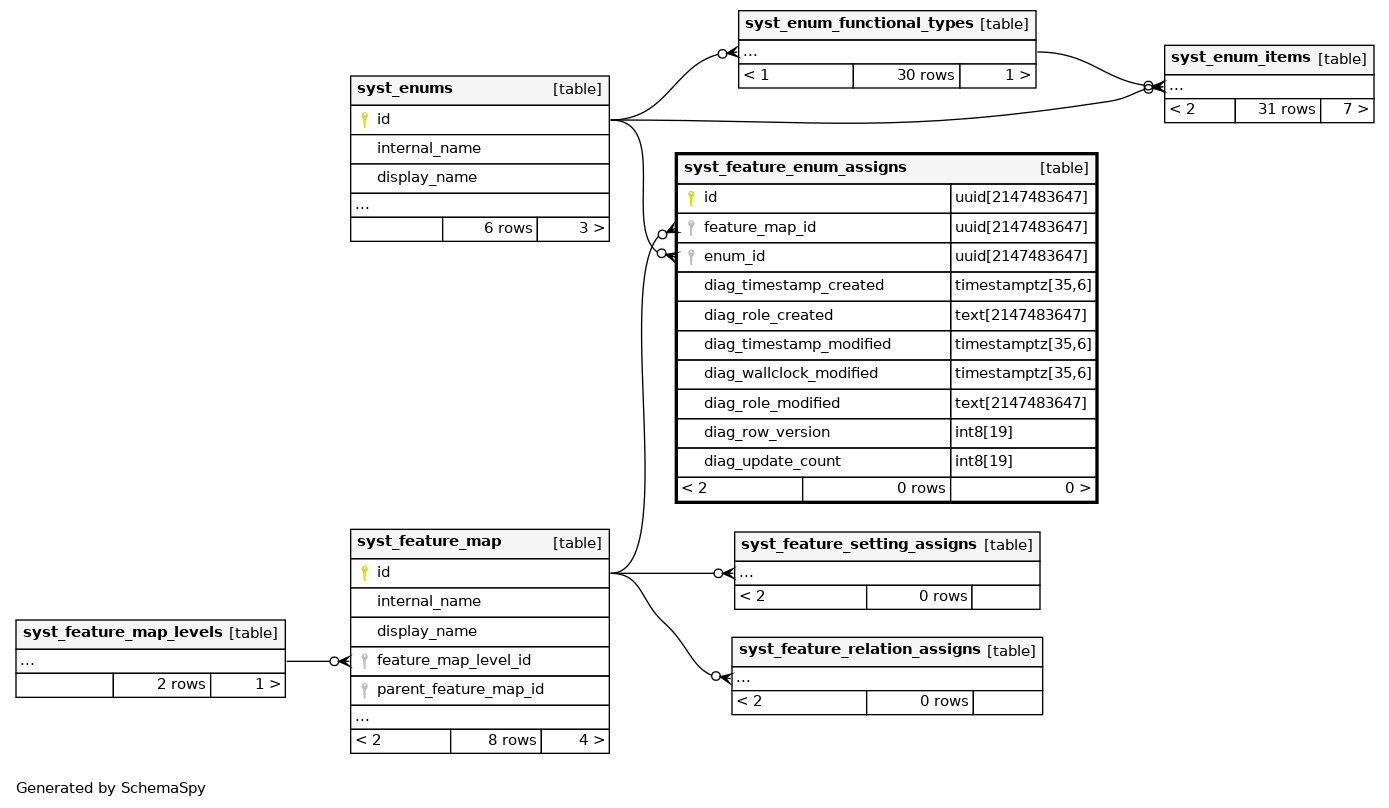 syst_enum_functional_types [table]
...
< 1 30 rows 1 >
syst_enum_items [table]
...
< 2 31 rows 7 >
syst_enums [table]
id
internal_name
display_name
...
6 rows 3 >
syst_feature_enum_assigns [table]
id uuid[2147483647]
feature_map_id uuid[2147483647]
enum_id uuid[2147483647]
diag_timestamp_created timestamptz[35,6]
diag_role_created text[2147483647]
diag_timestamp_modified timestamptz[35,6]
diag_wallclock_modified timestamptz[35,6]
diag_role_modified text[2147483647]
diag_row_version int8[19]
diag_update_count int8[19]
< 2 0 rows 0 >
syst_feature_map [table]
id
internal_name
display_name
feature_map_level_id
parent_feature_map_id
...
< 2 8 rows 4 >
syst_feature_setting_assigns [table]
...
< 2 0 rows
syst_feature_map_levels [table]
...
2 rows 1 >
syst_feature_relation_assigns [table]
...
< 2 0 rows
Generated by SchemaSpy